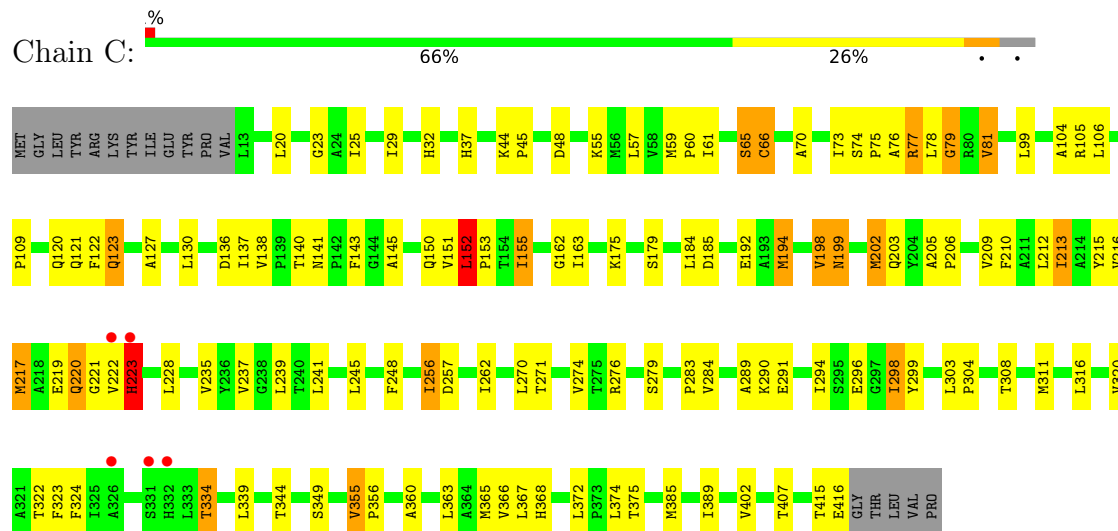 .%
Chain C:
66% 26% • •
MET GLY LEU TYR ARG LYS TYR ILE GLU TYR PRO VAL L13 L20 G23 A24 I25 I29 H32 H37 K44 P45 D48 K55 M56 L57 V58 M59 P60 I61 S65 C66 A70 I73 S74 P75 A76 R77 L78 G79 R80 V81 L99 A104 R105 L106
P109 Q120 Q121 F122 Q123 A127 L130 D136 I137 V138 P139 T140 N141 P142 F143 G144 A145 Q150 V151 L152 P153 T154 I155 G162 I163 K175 S179 L184 D185 E192 A193 M194 V198 N199 M202 Q203 Y204 A205 P206 V209 F210 A211 L212 I213 A214 Y215 V216
M217 A218 E219 Q220 G221 V222 H223 L228 V235 Y236 V237 G238 L239 T240 L241 L245 F248 I256 D257 I262 L270 T271 V274 T275 R276 S279 P283 V284 A289 K290 E291 I294 S295 E296 G297 I298 Y299 L303 P304 T308 M311 L316
A321 T322 F323 F324 I325 A326 S331 H332 L333 T334 L339 T344 S349 V355 P356 A360 L363 A364 M365 V366 L367 H368 L372 P373 L374 T375 M385 I389 V402 T407 T415 E416 GLY THR LEU VAL PRO